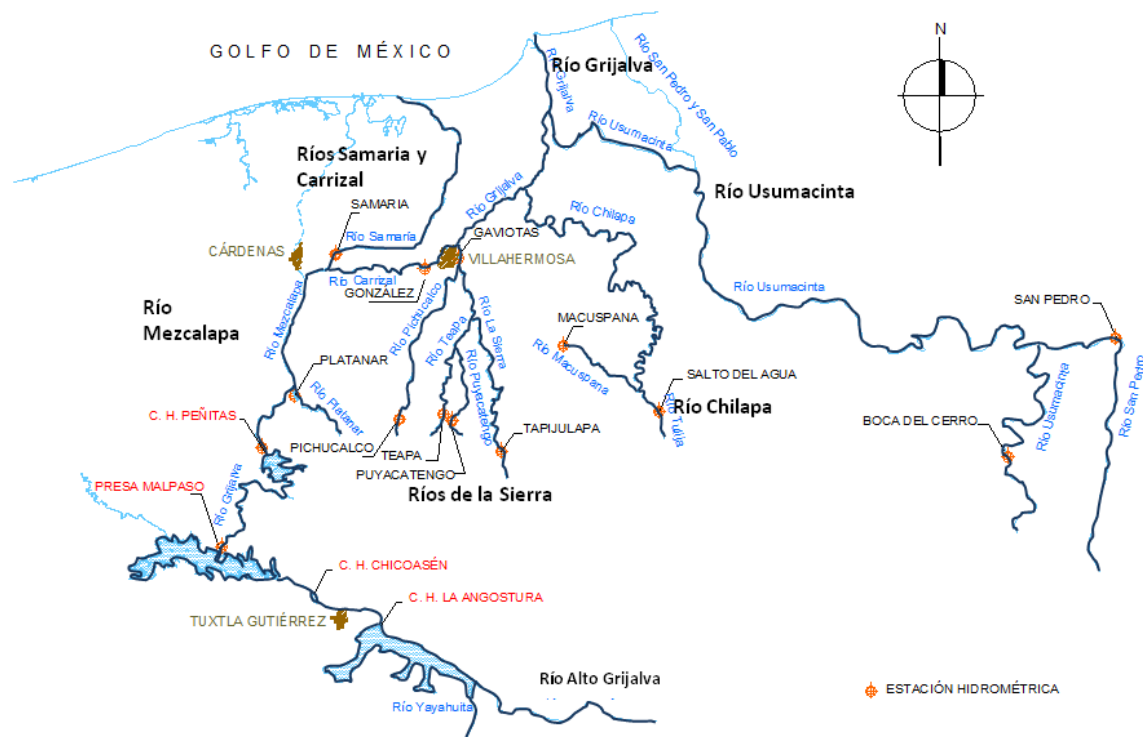 GOLFO DE MÉXICO
N
Río Grijalva
Río Grijalva
Río San Pedro y San Pablo
Río Usumacinta
Ríos Samaria y
Carrizal
Río Usumacinta
SAMARIA
Río Grijalva
Río Chilapa
Río Samaría
GAVIOTAS
CÁRDENAS
VILLAHERMOSA
Río Carrizal
GONZÁLEZ
Río Usumacinta
Río
Mezcalapa
Río Mezcalapa
Río Pichucalco
Río Teapa
Río La Sierra
Río Puyacatengo
SAN PEDRO
MACUSPANA
Río Macuspana
PLATANAR
Río Platanar
SALTO DEL AGUA
Río Chilapa
Río Tulijá
Río Usumacinta
Río San Pedro
C. H. PEÑITAS
BOCA DEL CERRO
PICHUCALCO
TEAPA
TAPIJULAPA
PUYACATENGO
Ríos de la Sierra
PRESA MALPASO
Río Grijalva
C. H. CHICOASÉN
C. H. LA ANGOSTURA
TUXTLA GUTIÉRREZ
Río Alto Grijalva
ESTACIÓN HIDROMÉTRICA
Río Yayahuita